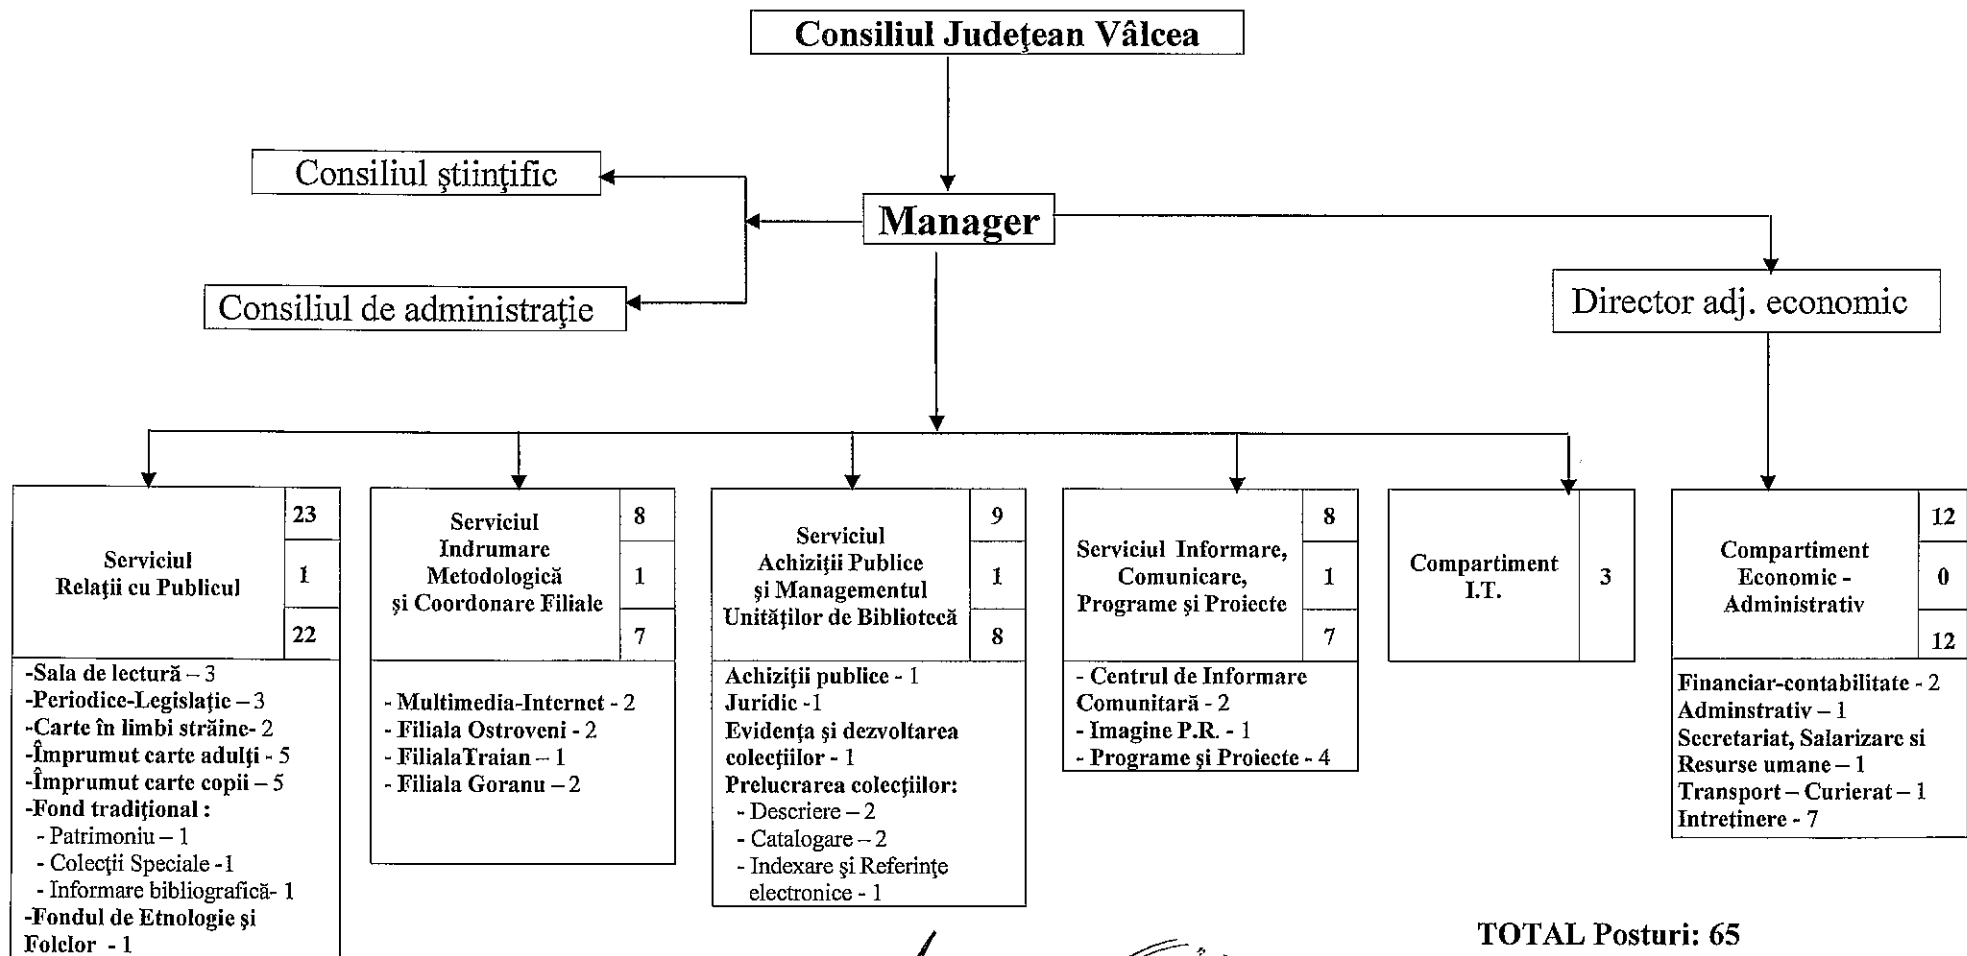 Consiliul Judeţean Vâlcea
Consiliul ştiinţific
Manager
Consiliul de administraţie
Director adj. economic
Serviciul
Relaţii cu Publicul
23
1
22
-Sala de lectură – 3
-Periodice-Legislaţie – 3
-Carte în limbi străine- 2
-Împrumut carte adulţi - 5
-Împrumut carte copii – 5
-Fond tradiţional :
- Patrimoniu – 1
- Colecţii Speciale -1
- Informare bibliografică- 1
-Fondul de Etnologie şi
Folclor - 1
Serviciul
Indrumare
Metodologică
şi Coordonare Filiale
8
1
7
- Multimedia-Internet - 2
- Filiala Ostroveni - 2
- FilialaTraian – 1
- Filiala Goranu – 2
Serviciul
Achiziţii Publice
şi Managementul
Unităţilor de Bibliotecă
9
1
8
Achiziţii publice - 1
Juridic -1
Evidenţa şi dezvoltarea
colecţiilor - 1
Prelucrarea colecţiilor:
- Descriere – 2
- Catalogare – 2
- Indexare şi Referinţe
electronice - 1
Serviciul Informare,
Comunicare,
Programe şi Proiecte
8
1
7
- Centrul de Informare
Comunitară - 2
- Imagine P.R. - 1
- Programe şi Proiecte - 4
Compartiment
I.T.
3
Compartiment
Economic -
Administrativ
12
0
12
Financiar-contabilitate - 2
Adminstrativ – 1
Secretariat, Salarizare si
Resurse umane – 1
Transport – Curierat – 1
Intreţinere - 7
TOTAL Posturi: 65